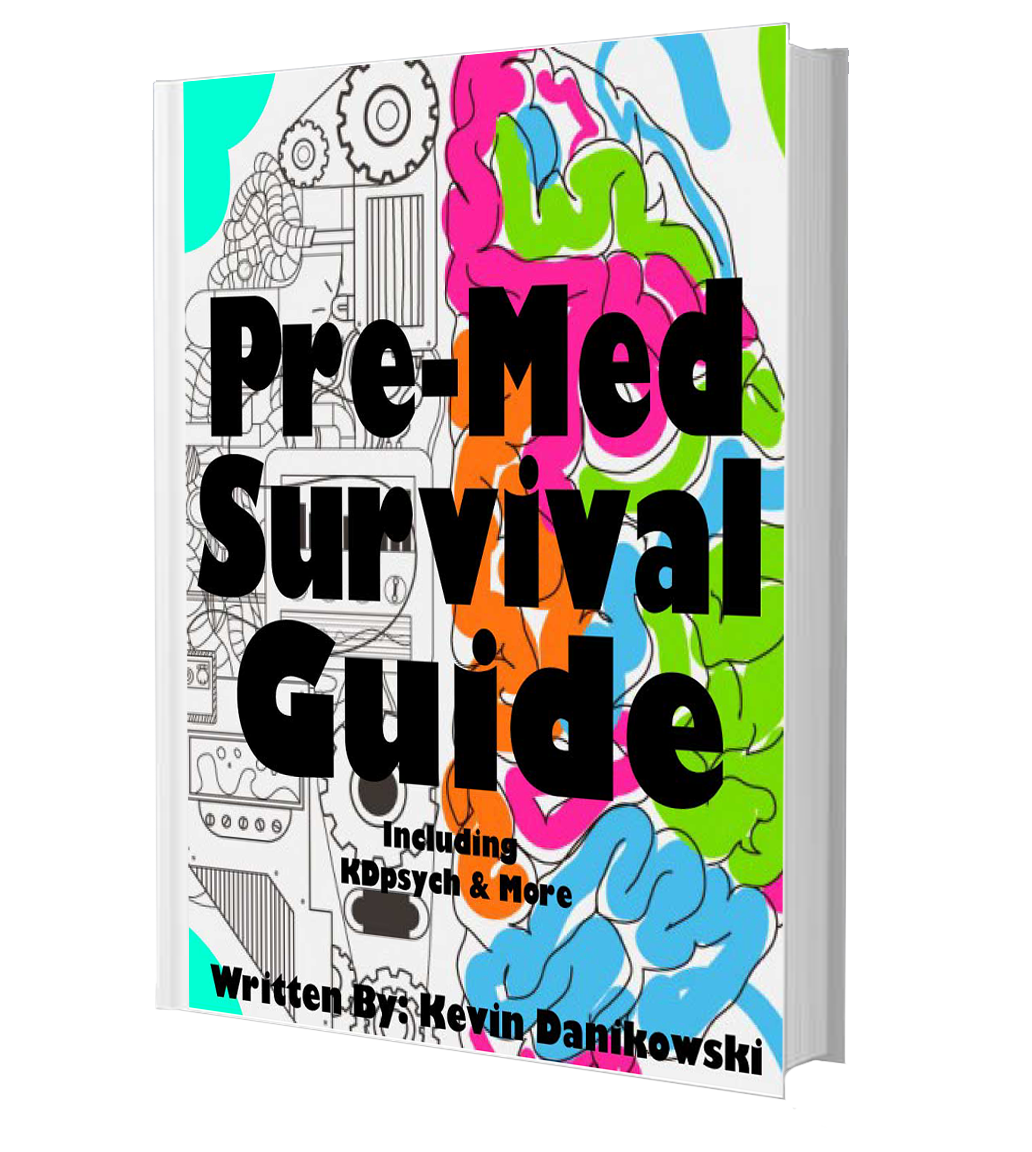 Pre-Med
Survival
Guide
Including
KDpsych & More
Written By: Kevin Danikowski